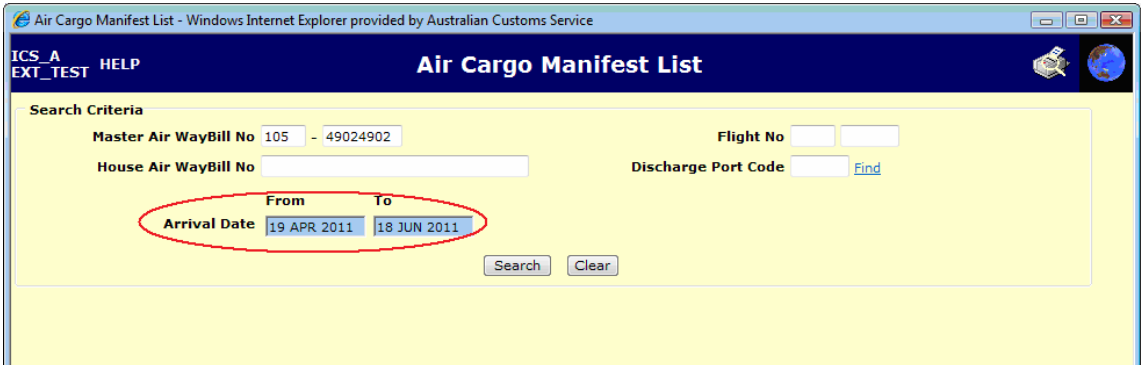 Air Cargo Manifest List - Windows Internet Explorer provided by Australian Customs Service
ICS_A
EXT_TEST HELP Air Cargo Manifest List
Search Criteria
Master Air WayBill No 105 - 49024902 Flight No
House Air WayBill No Discharge Port Code Find
From To
Arrival Date 19 APR 2011 18 JUN 2011
Search Clear